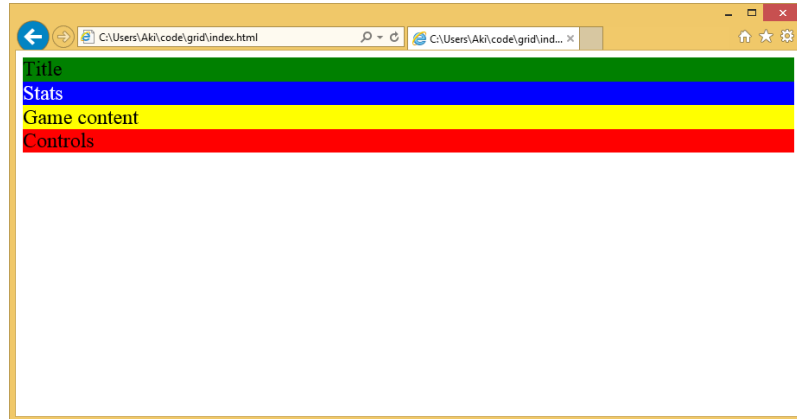 C:\Users\Aki\code\grid\index.html
C:\Users\Aki\code\grid\ind...
Title
Stats
Game content
Controls